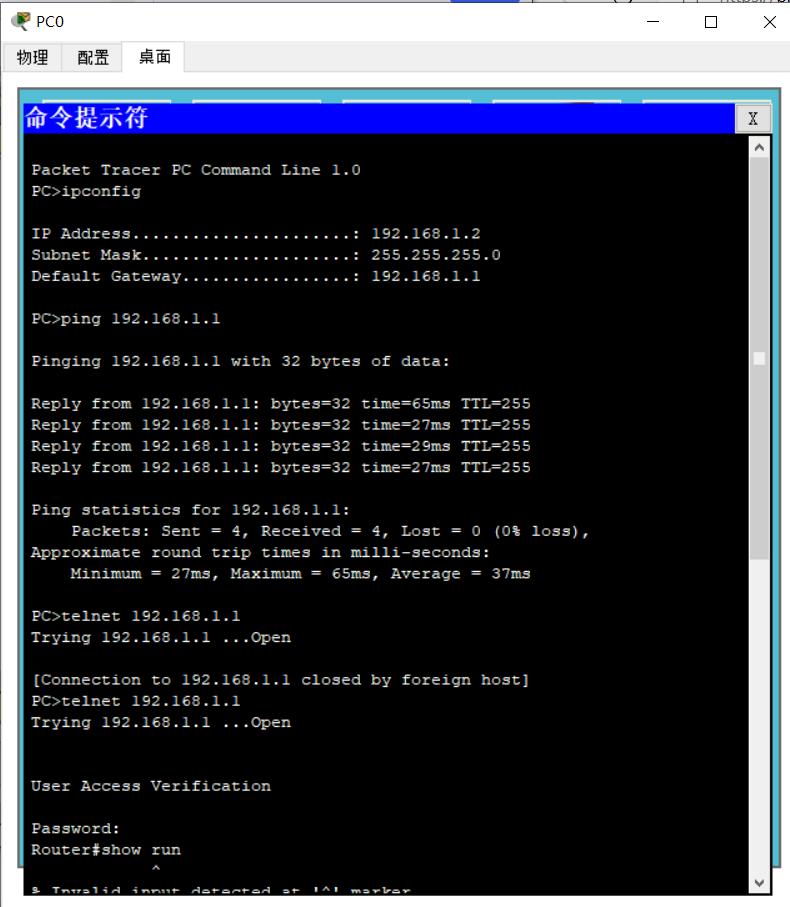 PC0
物理 配置 桌面
命令提示符 X
Packet Tracer PC Command Line 1.0
PC>ipconfig
IP Address......................: 192.168.1.2
Subnet Mask.....................: 255.255.255.0
Default Gateway.................: 192.168.1.1
PC>ping 192.168.1.1
Pinging 192.168.1.1 with 32 bytes of data:
Reply from 192.168.1.1: bytes=32 time=65ms TTL=255
Reply from 192.168.1.1: bytes=32 time=27ms TTL=255
Reply from 192.168.1.1: bytes=32 time=29ms TTL=255
Reply from 192.168.1.1: bytes=32 time=27ms TTL=255
Ping statistics for 192.168.1.1:
Packets: Sent = 4, Received = 4, Lost = 0 (0% loss),
Approximate round trip times in milli-seconds:
Minimum = 27ms, Maximum = 65ms, Average = 37ms
PC>telnet 192.168.1.1
Trying 192.168.1.1 ...Open
[Connection to 192.168.1.1 closed by foreign host]
PC>telnet 192.168.1.1
Trying 192.168.1.1 ...Open
User Access Verification
Password:
Router#show run
^
% Invalid input detected at '^' marker